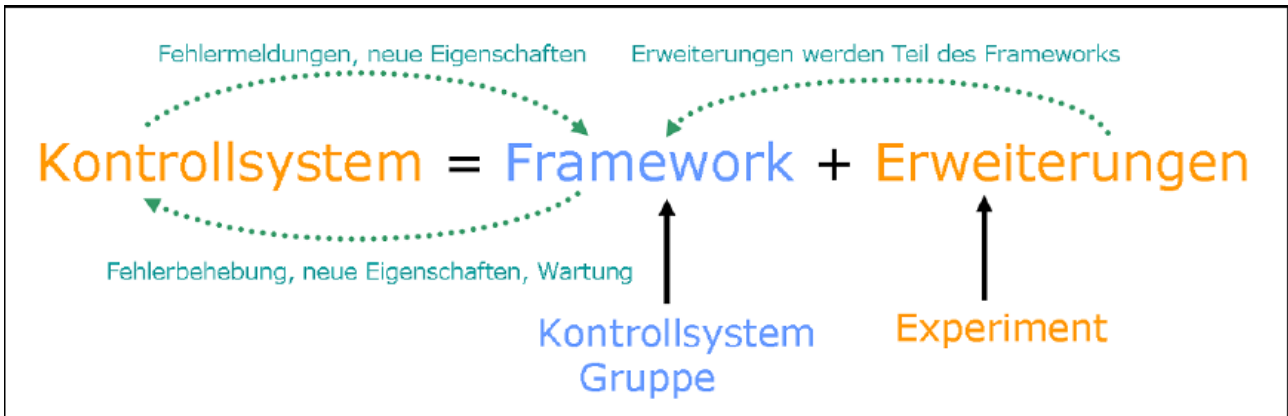 Fehlermeldungen, neue Eigenschaften
Erweiterungen werden Teil des Frameworks
Kontrollsystem = Framework + Erweiterungen
Fehlerbehebung, neue Eigenschaften, Wartung
Kontrollsystem
Gruppe
Experiment